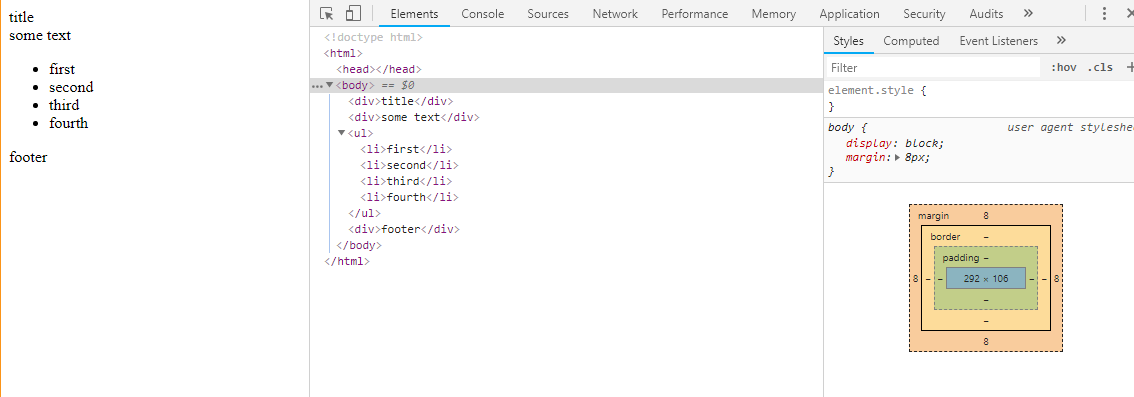 title
some text
• first
• second
• third
• fourth
footer
Elements Console Sources Network Performance Memory Application Security Audits »
<!doctype html>
<html>
<head></head>
<body> == $0
<div>title</div>
<div>some text</div>
<ul>
<li>first</li>
<li>second</li>
<li>third</li>
<li>fourth</li>
</ul>
<div>footer</div>
</body>
</html>
Styles Computed Event Listeners »
Filter :hov .cls +
element.style {
}
body { user agent styleshe
display: block;
margin: 8px;
}
margin 8
border –
padding –
8 – – 292 × 106 – – 8
–
–
8